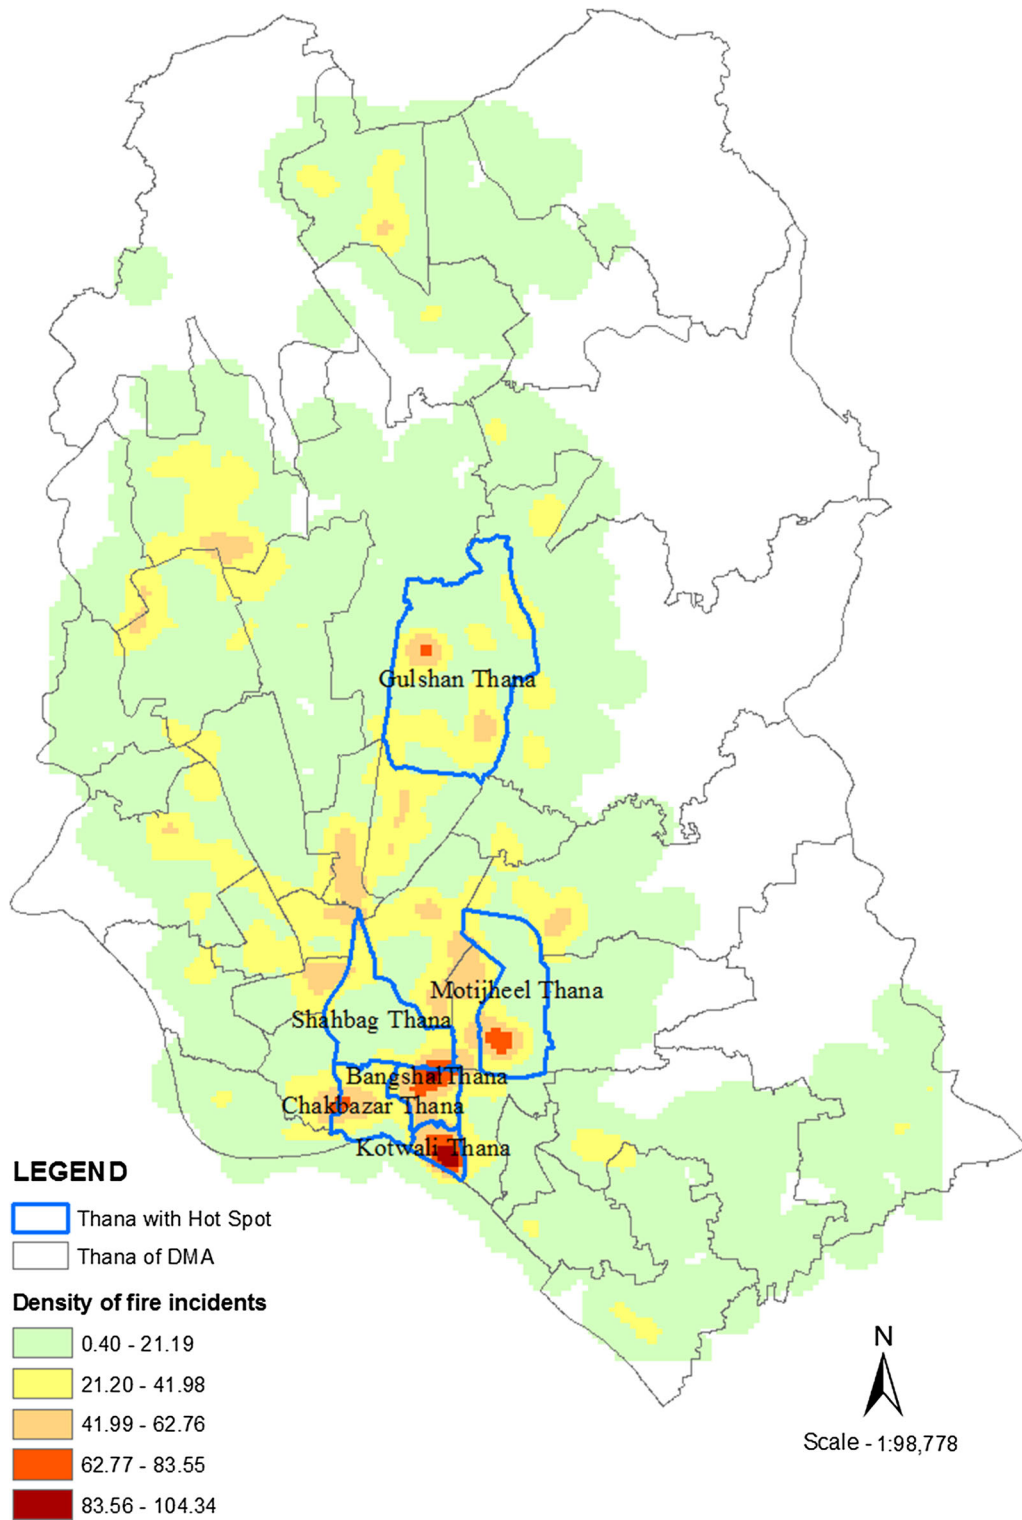 Gulshan Thana
Motijheel Thana
Shahbag Thana
BangshalThana
Chakbazar Thana
Kotwali Thana
LEGEND
Thana with Hot Spot
Thana of DMA
Density of fire incidents
0.40 - 21.19
21.20 - 41.98
41.99 - 62.76
62.77 - 83.55
83.56 - 104.34
N
Scale - 1:98,778